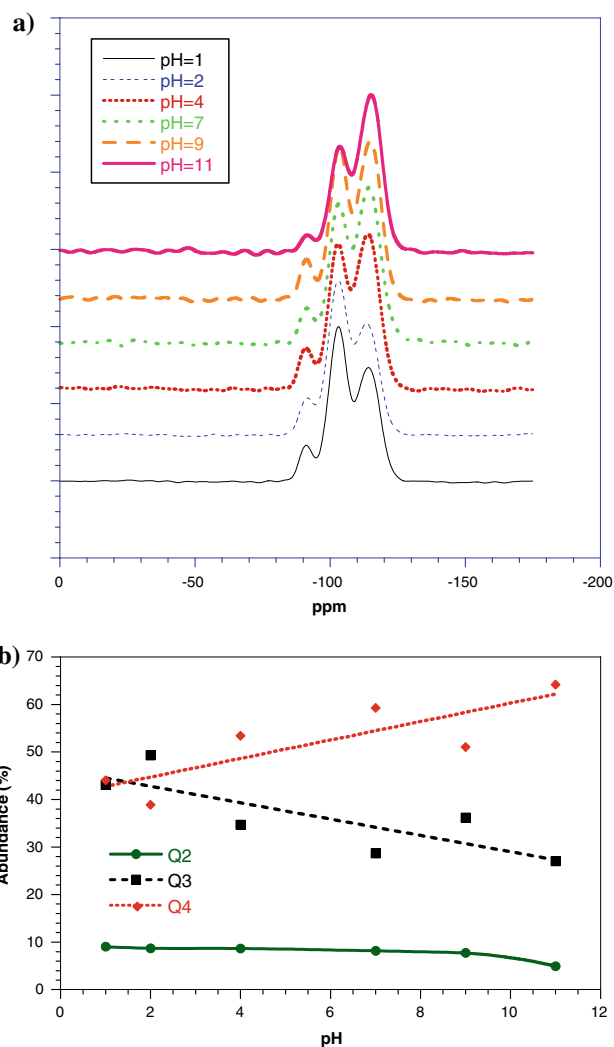 a)
pH=1
pH=2
pH=4
pH=7
pH=9
pH=11
0 -50 -100 -150 -200
ppm
b)
70
60
50
40
30
20
10
0
Abundance (%)
Q2
Q3
Q4
0 2 4 6 8 10 12
pH